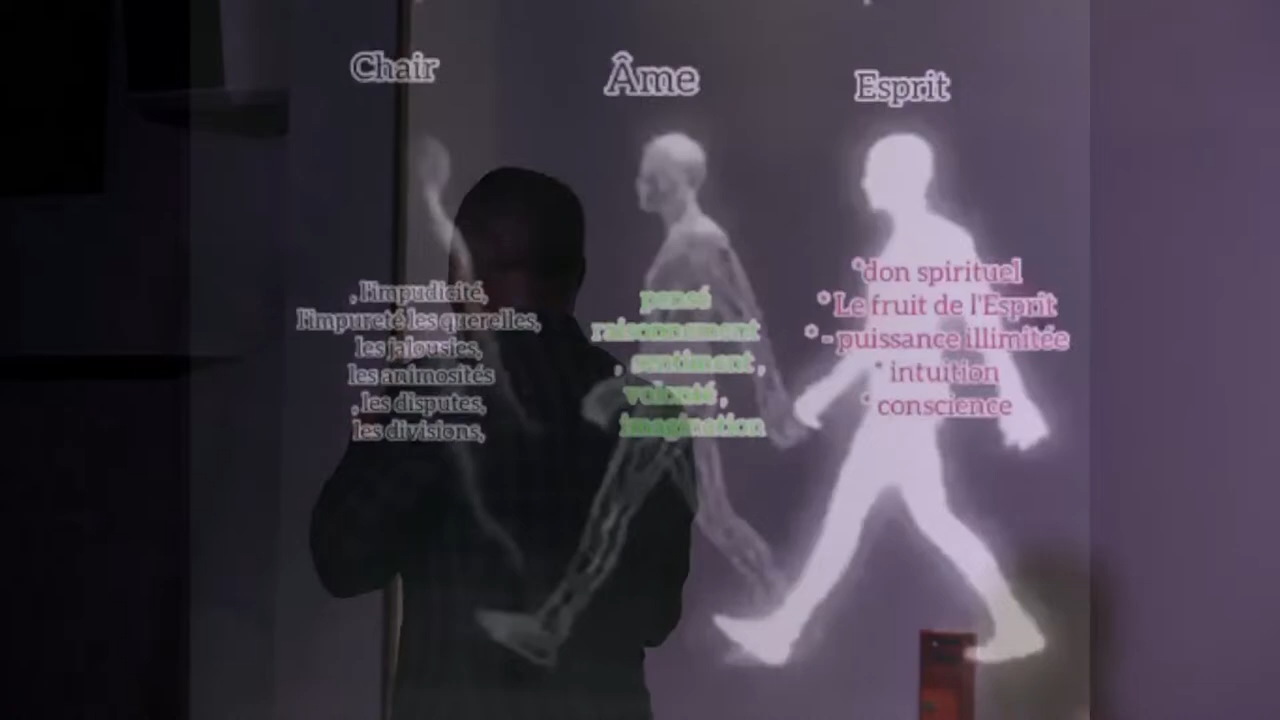 Chair
Âme
Esprit
, l'impudicité,
l'impureté les querelles,
les jalousies,
les animosités
, les disputes,
les divisions,
pensé
raisonnement
, sentiment ,
volonté ,
imagination
°don spirituel
° Le fruit de l'Esprit
° - puissance illimitée
° intuition
° conscience